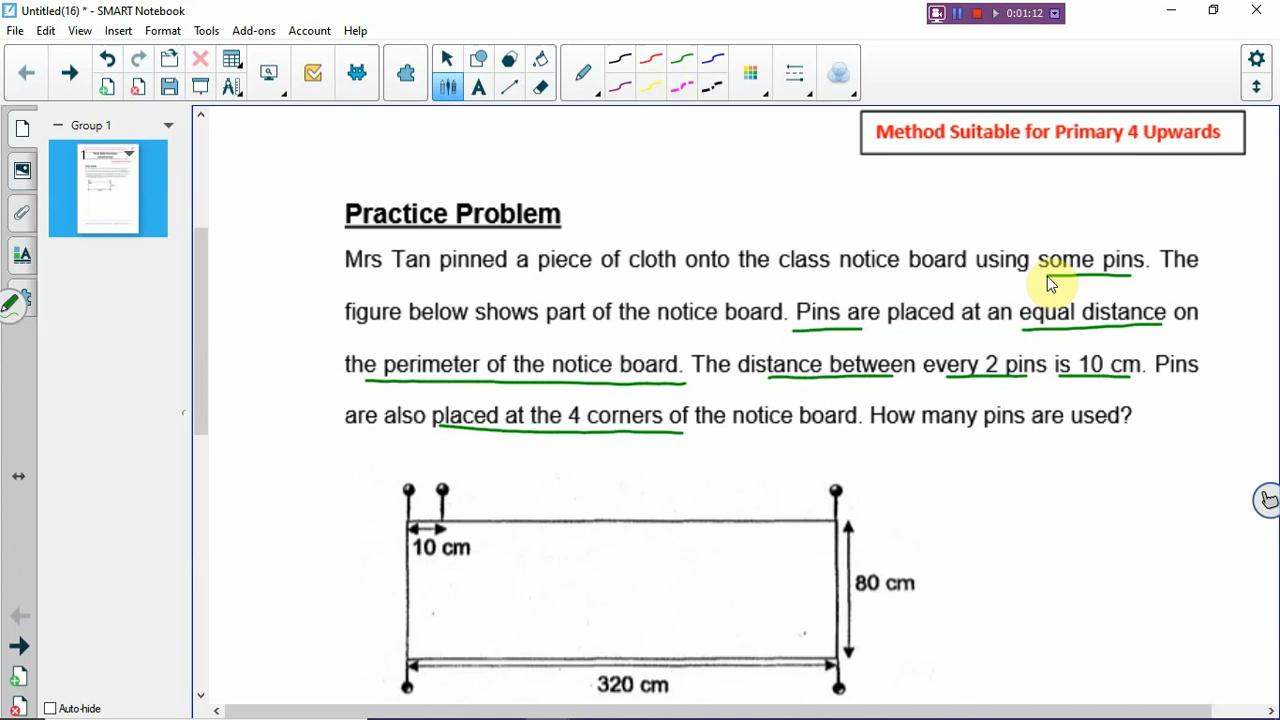 Untitled(16) * - SMART Notebook
00:01:12
File Edit View Insert Format Tools Add-ons Account Help
Group 1
Method Suitable for Primary 4 Upwards
Practice Problem
Mrs Tan pinned a piece of cloth onto the class notice board using some pins. The
figure below shows part of the notice board. Pins are placed at an equal distance on
the perimeter of the notice board. The distance between every 2 pins is 10 cm. Pins
are also placed at the 4 corners of the notice board. How many pins are used?
10 cm
80 cm
320 cm
Auto-hide